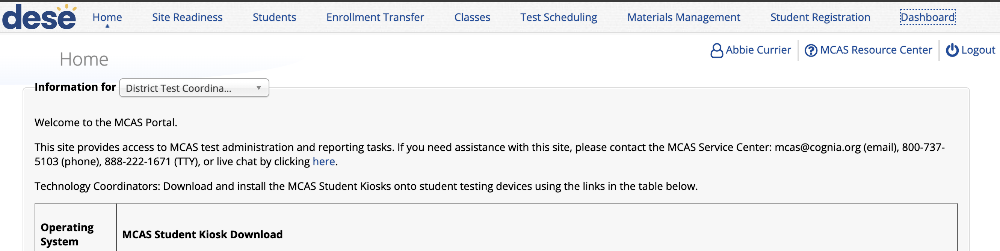 dese Home Site Readiness Students Enrollment Transfer Classes Test Scheduling Materials Management Student Registration Dashboard
Abbie Currier MCAS Resource Center Logout
Home
Information for District Test Coordina...
Welcome to the MCAS Portal.
This site provides access to MCAS test administration and reporting tasks. If you need assistance with this site, please contact the MCAS Service Center: mcas@cognia.org (email), 800-737-
5103 (phone), 888-222-1671 (TTY), or live chat by clicking here.
Technology Coordinators: Download and install the MCAS Student Kiosks onto student testing devices using the links in the table below.
Operating
System
MCAS Student Kiosk Download